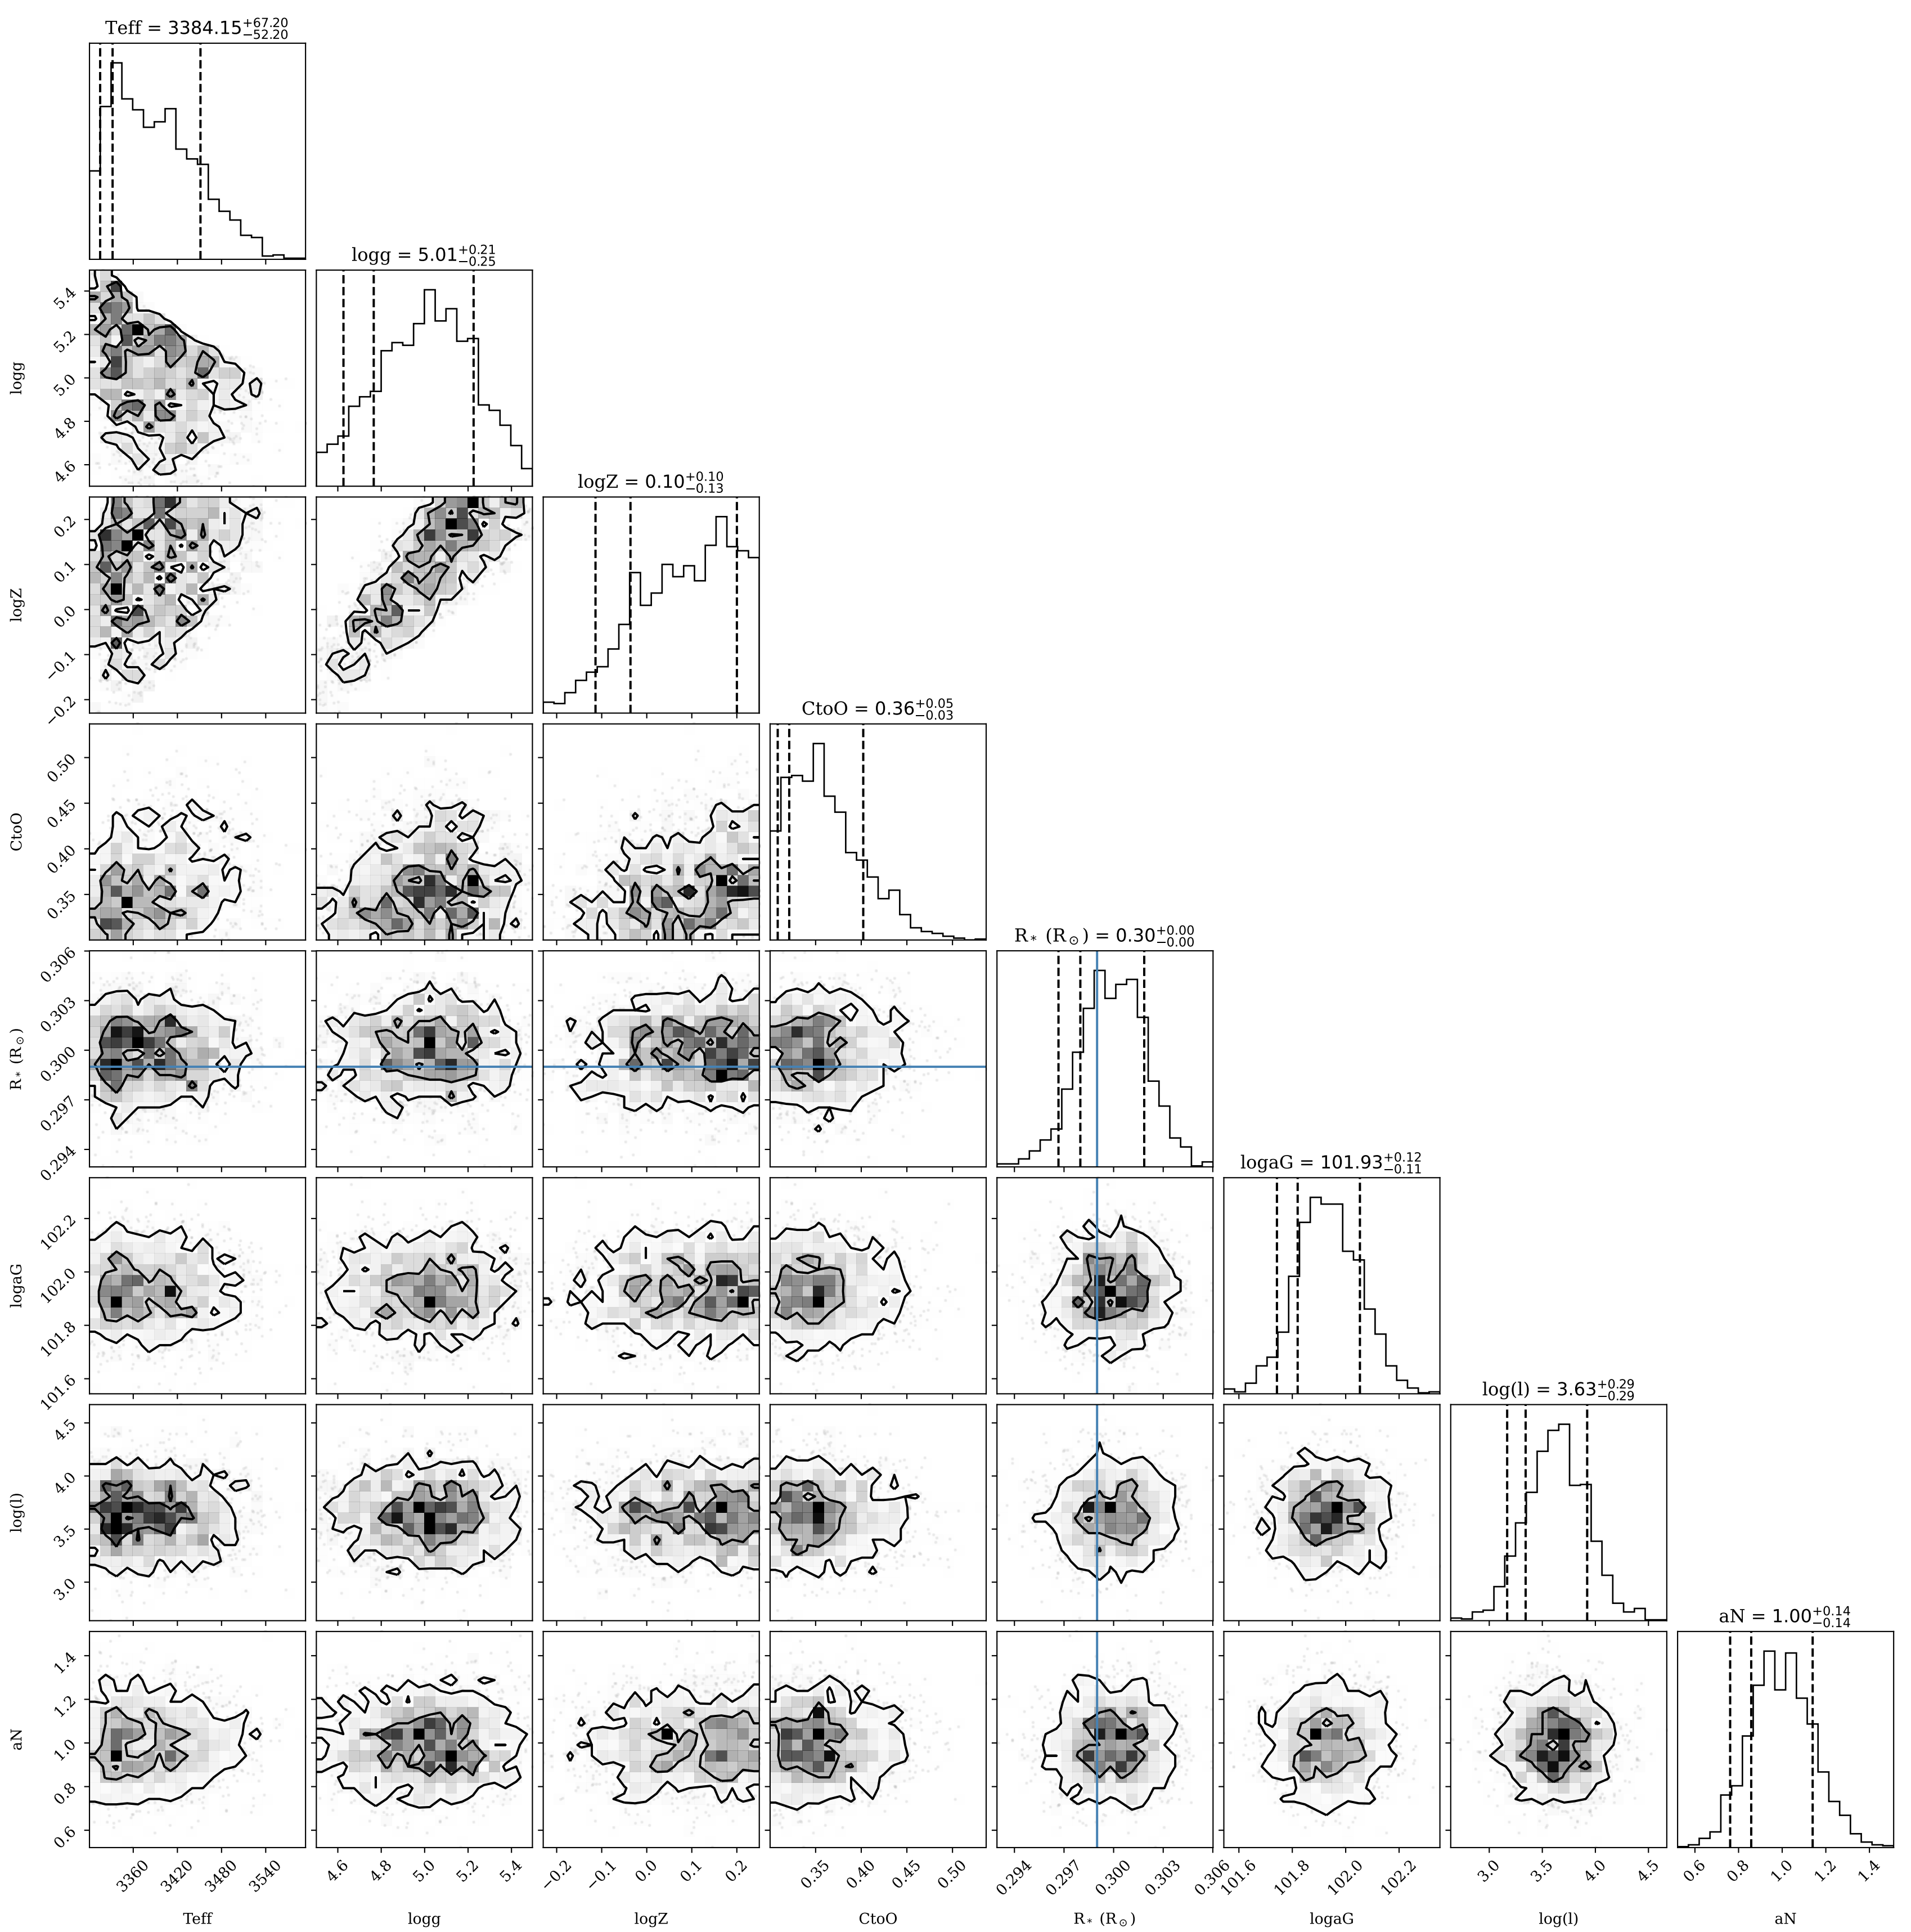 Teff = 3384.15 +67.20 −52.20
logg = 5.01 +0.21 −0.25
5.4
5.2
5.0
4.8
4.6
logg
logZ = 0.10 +0.10 −0.13
0.2
0.1
0.0
−0.1
−0.2
logZ
CtoO = 0.36 +0.05 −0.03
0.50
0.45
0.40
0.35
CtoO
R* (R⊙) = 0.30 +0.00 −0.00
0.306
0.303
0.300
0.297
0.294
R* (R⊙)
logaG = 101.93 +0.12 −0.11
102.2
102.0
101.8
101.6
logaG
log(l) = 3.63 +0.29 −0.29
4.5
4.0
3.5
3.0
log(l)
aN = 1.00 +0.14 −0.14
1.4
1.2
1.0
0.8
0.6
aN
3360 3420 3480 3540 4.6 4.8 5.0 5.2 5.4 −0.2 −0.1 0.0 0.1 0.2 0.35 0.40 0.45 0.50 0.294 0.297 0.300 0.303 0.306 101.6 101.8 102.0 102.2 3.0 3.5 4.0 4.5 0.6 0.8 1.0 1.2 1.4
Teff logg logZ CtoO R* (R⊙) logaG log(l) aN